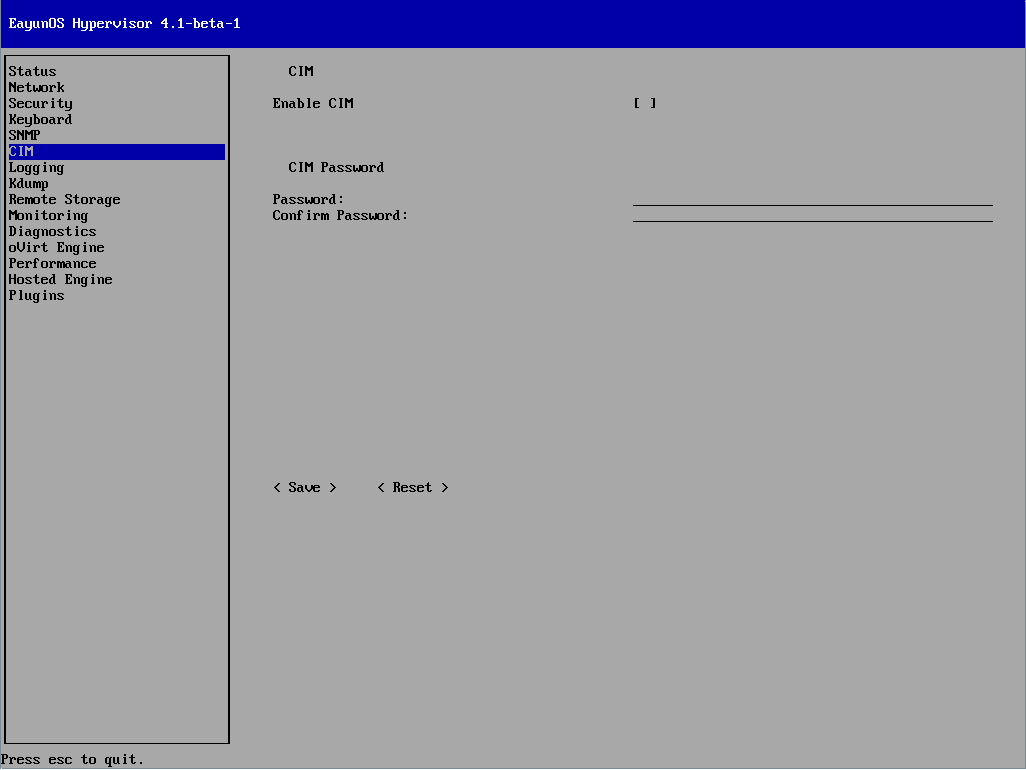 EayunOS Hypervisor 4.1-beta-1
Status
Network
Security
Keyboard
SNMP
CIM
Logging
Kdump
Remote Storage
Monitoring
Diagnostics
oVirt Engine
Performance
Hosted Engine
Plugins
CIM
Enable CIM [ ]
CIM Password
Password:
Confirm Password:
< Save > < Reset >
Press esc to quit.